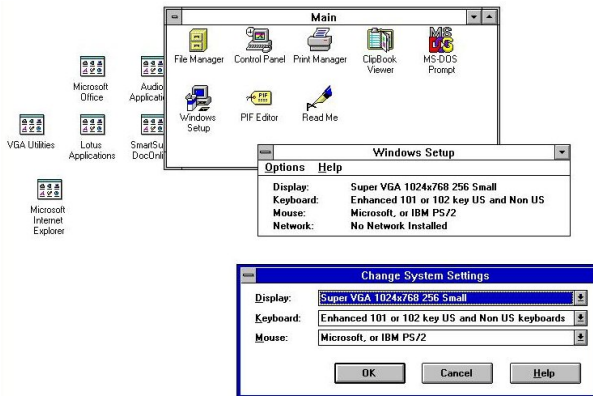 Main
File Manager
Control Panel
Print Manager
ClipBook
Viewer
MS-DOS
Prompt
Windows
Setup
PIF Editor
Read Me
Microsoft
Office
Audio
VGA Utilities
Lotus
Applications
Microsoft
Internet
Explorer
Windows Setup
Options Help
Display: Super VGA 1024x768 256 Small
Keyboard: Enhanced 101 or 102 key US and Non US
Mouse: Microsoft, or IBM PS/2
Network: No Network Installed
Change System Settings
Display: Super VGA 1024x768 256 Small
Keyboard: Enhanced 101 or 102 key US and Non US keyboards
Mouse: Microsoft, or IBM PS/2
OK Cancel Help